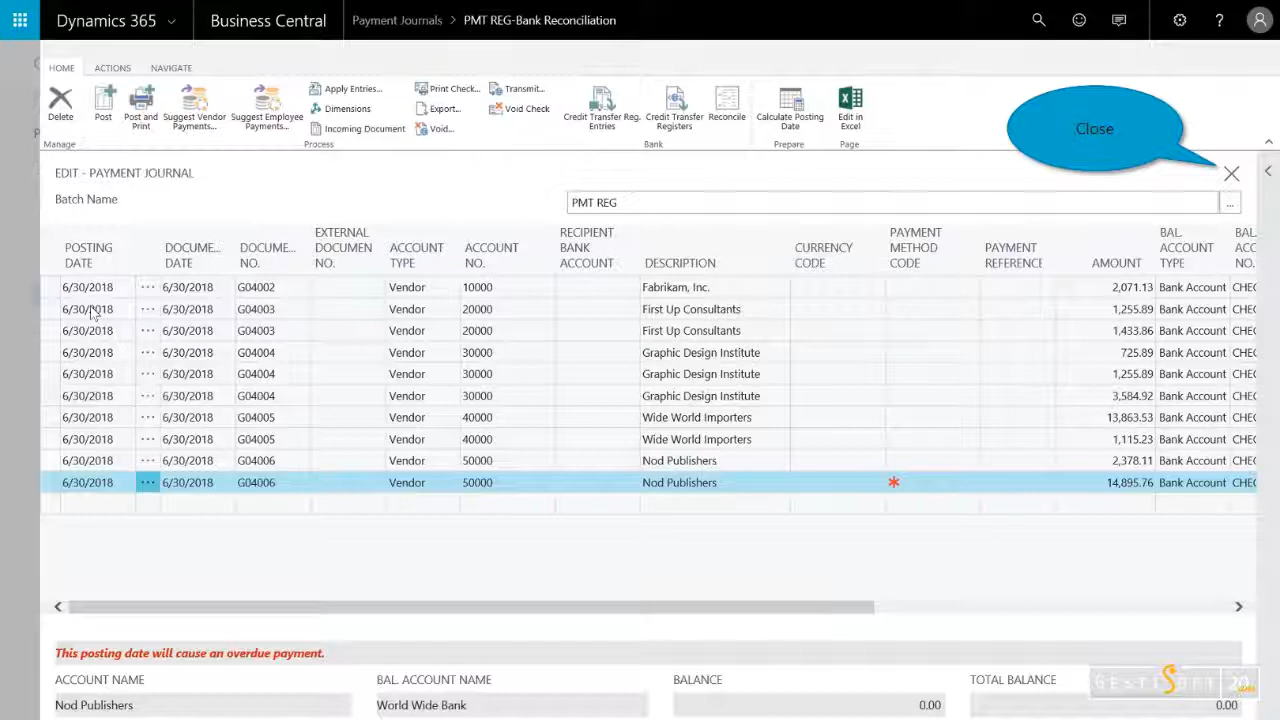 Dynamics 365 Business Central Payment Journals > PMT REG-Bank Reconciliation ?
HOME ACTIONS NAVIGATE
Delete Post Post and Print Suggest Vendor Payments... Suggest Employee Payments... Apply Entries... Dimensions Incoming Document Print Check... Export... Void... Transmit... Void Check Credit Transfer Reg. Entries Credit Transfer Registers Reconcile Calculate Posting Date Edit in Excel
Manage Process Bank Prepare Page
Close
EDIT - PAYMENT JOURNAL
Batch Name PMT REG ...
POSTING DATE DOCUME... DATE DOCUME... NO. EXTERNAL DOCUMEN NO. ACCOUNT TYPE ACCOUNT NO. RECIPIENT BANK ACCOUNT DESCRIPTION CURRENCY CODE PAYMENT METHOD CODE PAYMENT REFERENCE AMOUNT BAL. ACCOUNT TYPE BAL. ACC NO.
6/30/2018 ... 6/30/2018 G04002 Vendor 10000 Fabrikam, Inc. 2,071.13 Bank Account CHEC
6/30/2018 ... 6/30/2018 G04003 Vendor 20000 First Up Consultants 1,255.89 Bank Account CHEC
6/30/2018 ... 6/30/2018 G04003 Vendor 20000 First Up Consultants 1,433.86 Bank Account CHEC
6/30/2018 ... 6/30/2018 G04004 Vendor 30000 Graphic Design Institute 725.89 Bank Account CHEC
6/30/2018 ... 6/30/2018 G04004 Vendor 30000 Graphic Design Institute 1,255.89 Bank Account CHEC
6/30/2018 ... 6/30/2018 G04004 Vendor 30000 Graphic Design Institute 3,584.92 Bank Account CHEC
6/30/2018 ... 6/30/2018 G04005 Vendor 40000 Wide World Importers 13,863.53 Bank Account CHEC
6/30/2018 ... 6/30/2018 G04005 Vendor 40000 Wide World Importers 1,115.23 Bank Account CHEC
6/30/2018 ... 6/30/2018 G04006 Vendor 50000 Nod Publishers 2,378.11 Bank Account CHEC
6/30/2018 ... 6/30/2018 G04006 Vendor 50000 Nod Publishers * 14,895.76 Bank Account CHEC
This posting date will cause an overdue payment.
ACCOUNT NAME BAL. ACCOUNT NAME BALANCE TOTAL BALANCE
Nod Publishers World Wide Bank 0.00 0.00